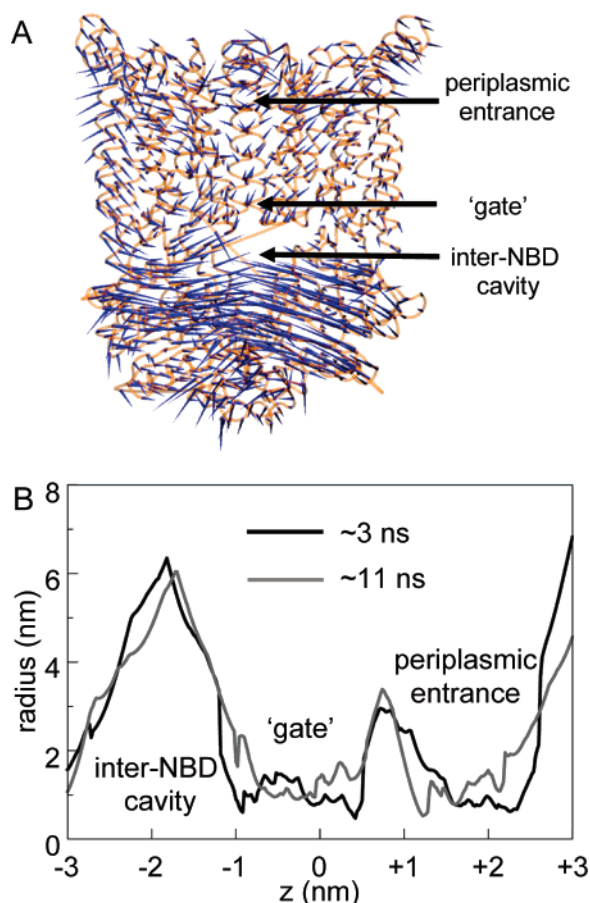 A
periplasmic
entrance
'gate'
inter-NBD
cavity
B
8
6
4
2
0
radius (nm)
~3 ns
~11 ns
periplasmic
entrance
'gate'
inter-NBD
cavity
-3 -2 -1 0 +1 +2 +3
z (nm)